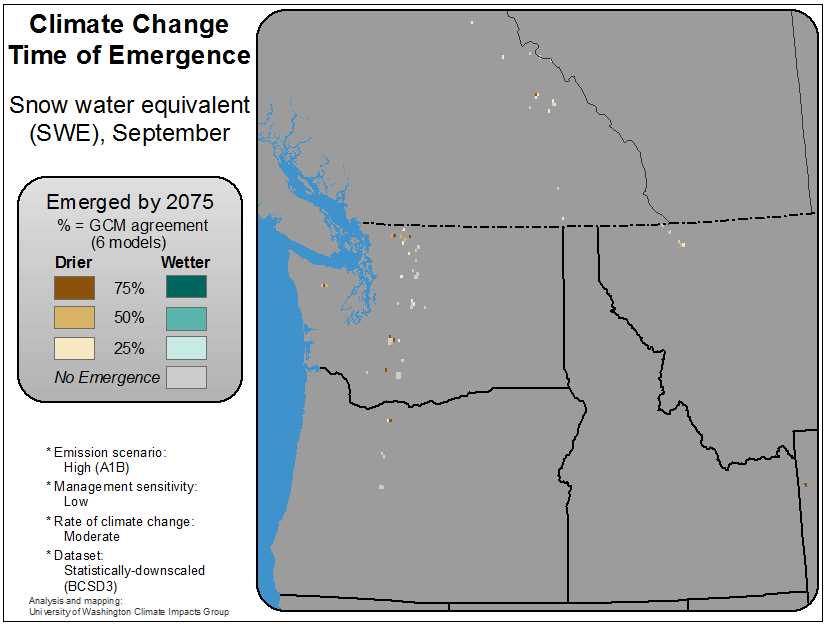 Climate Change
Time of Emergence
Snow water equivalent
(SWE), September
Emerged by 2075
% = GCM agreement
(6 models)
Drier Wetter
75%
50%
25%
No Emergence
* Emission scenario:
High (A1B)
* Management sensitivity:
Low
* Rate of climate change:
Moderate
* Dataset:
Statistically-downscaled
(BCSD3)
Analysis and mapping:
University of Washington Climate Impacts Group